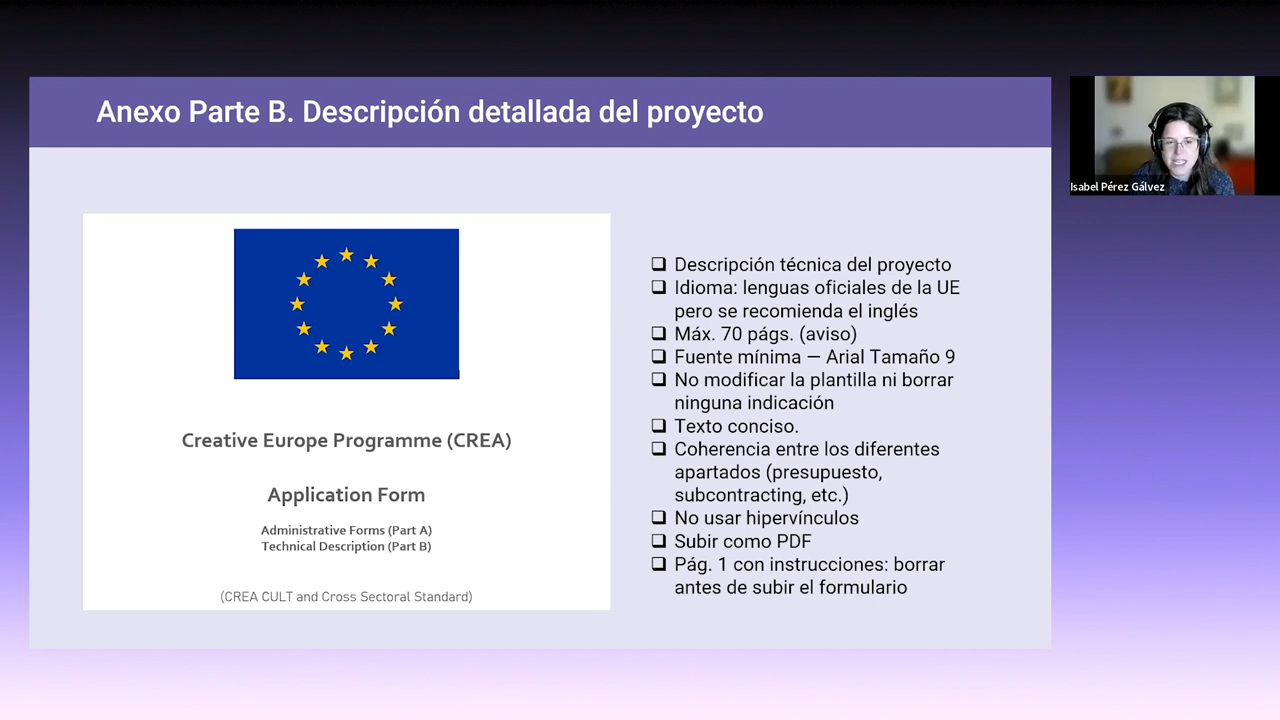 Anexo Parte B. Descripción detallada del proyecto
Isabel Pérez Gálvez
Creative Europe Programme (CREA)
Application Form
Administrative Forms (Part A)
Technical Description (Part B)
(CREA CULT and Cross Sectoral Standard)
Descripción técnica del proyecto
Idioma: lenguas oficiales de la UE
pero se recomienda el inglés
Máx. 70 págs. (aviso)
Fuente mínima — Arial Tamaño 9
No modificar la plantilla ni borrar
ninguna indicación
Texto conciso.
Coherencia entre los diferentes
apartados (presupuesto,
subcontracting, etc.)
No usar hipervínculos
Subir como PDF
Pág. 1 con instrucciones: borrar
antes de subir el formulario